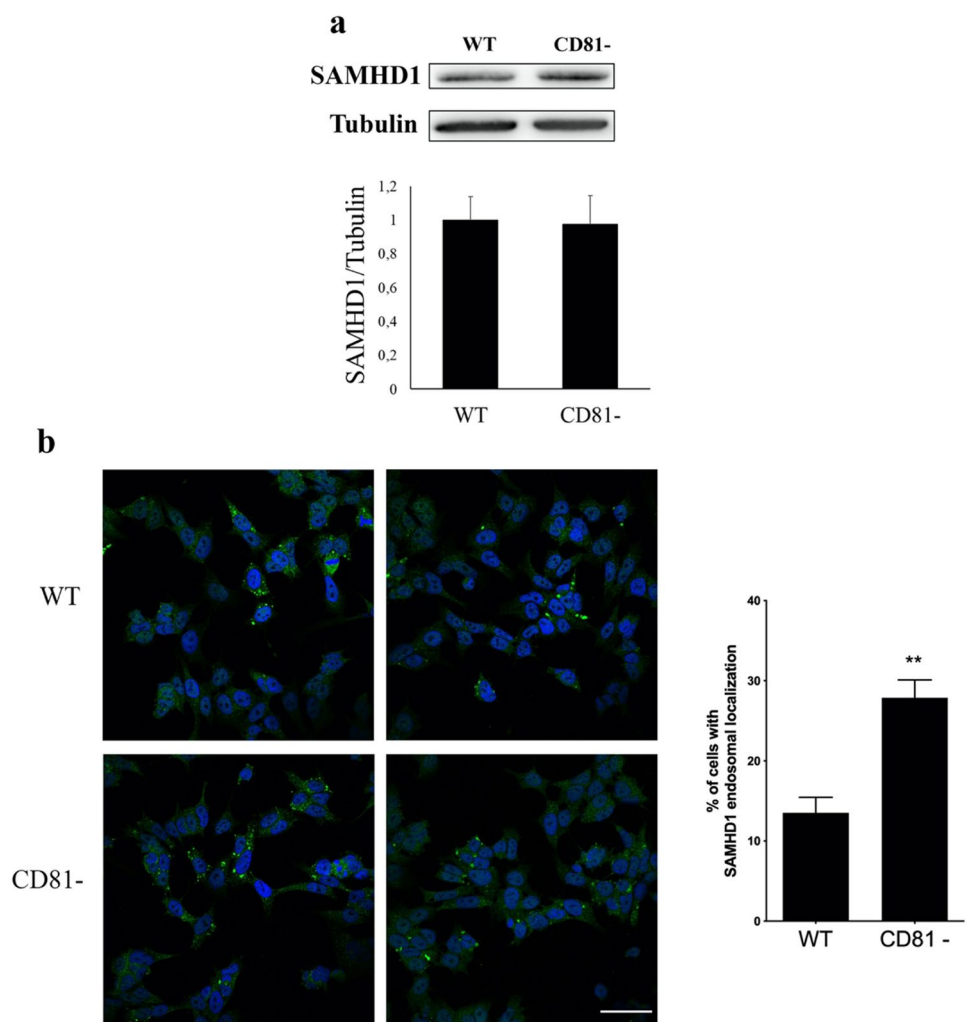 a
WT CD81-
SAMHD1
Tubulin
SAMHD1/Tubulin
1,2
1
0,8
0,6
0,4
0,2
0
WT CD81-
b
WT
CD81-
% of cells with
SAMHD1 endosomal localization
40
30
20
10
0
**
WT CD81 -